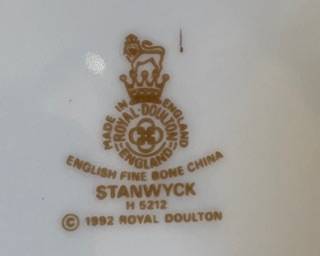 MADE IN ENGLAND
ROYAL·DOULTON
ENGLAND
ENGLISH FINE BONE CHINA
STANWYCK
H 5212
© 1992 ROYAL DOULTON